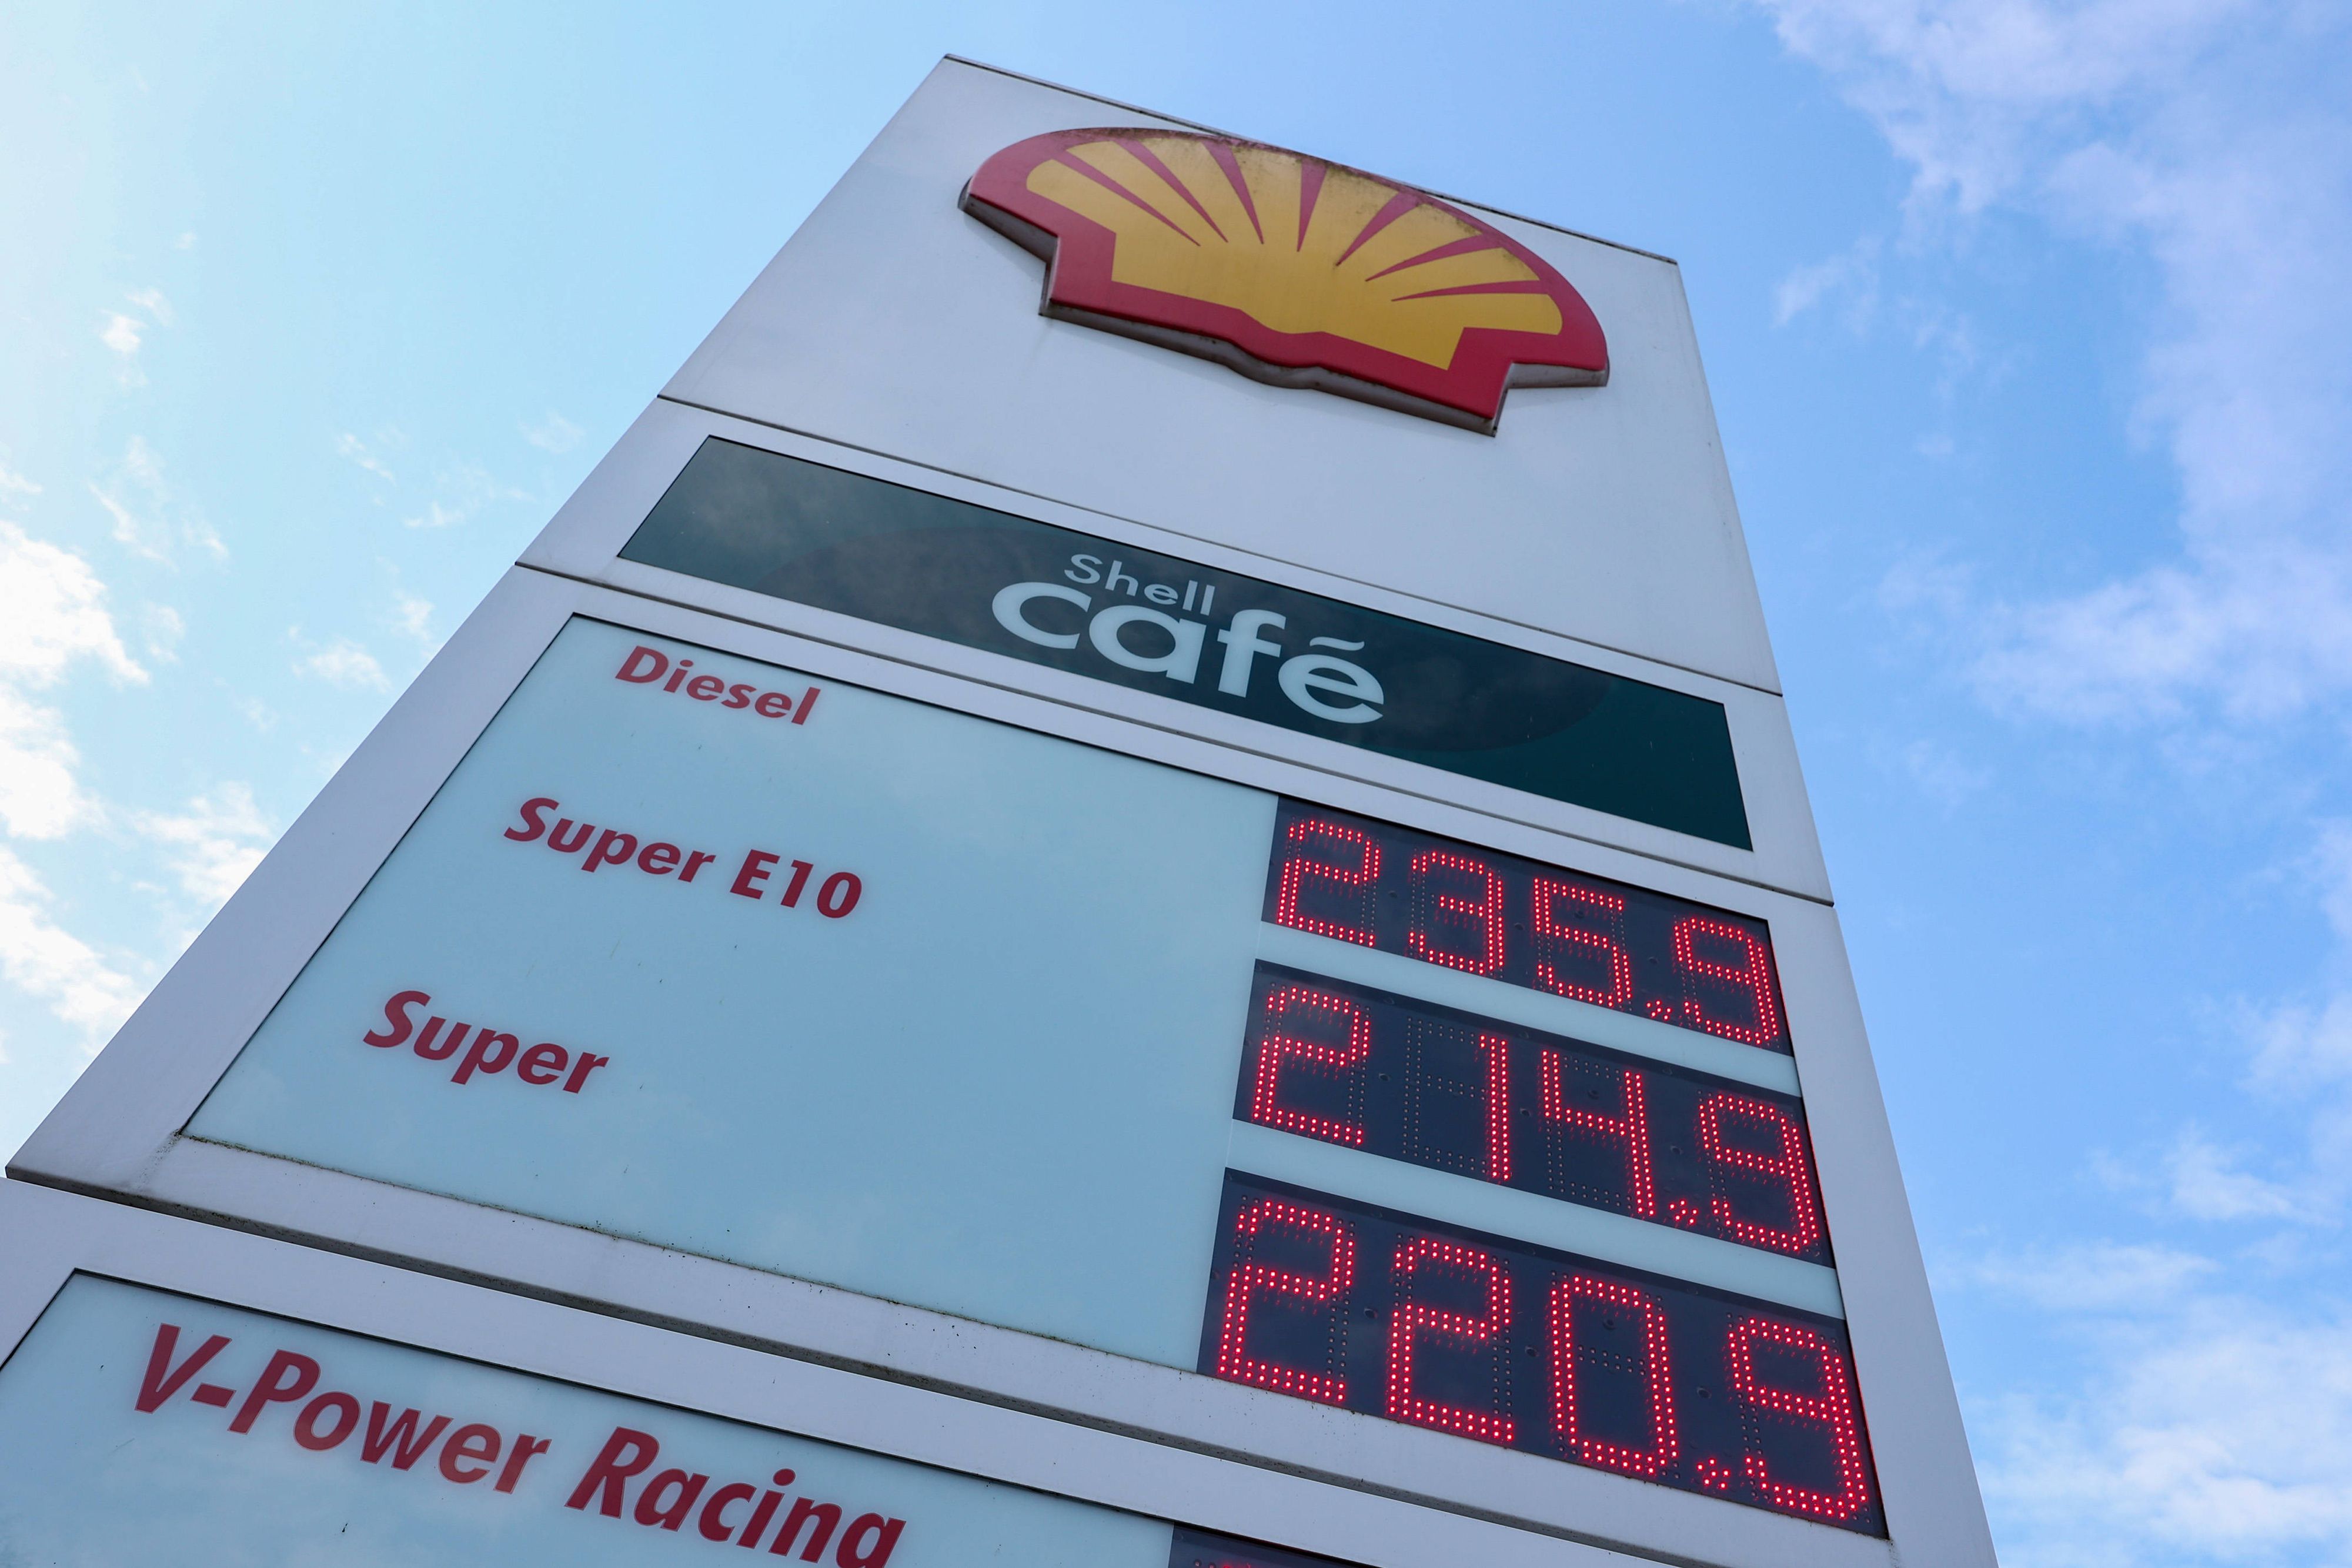 Shell
café
Diesel 235.9
Super E10 214.9
Super 220.9
V-Power Racing